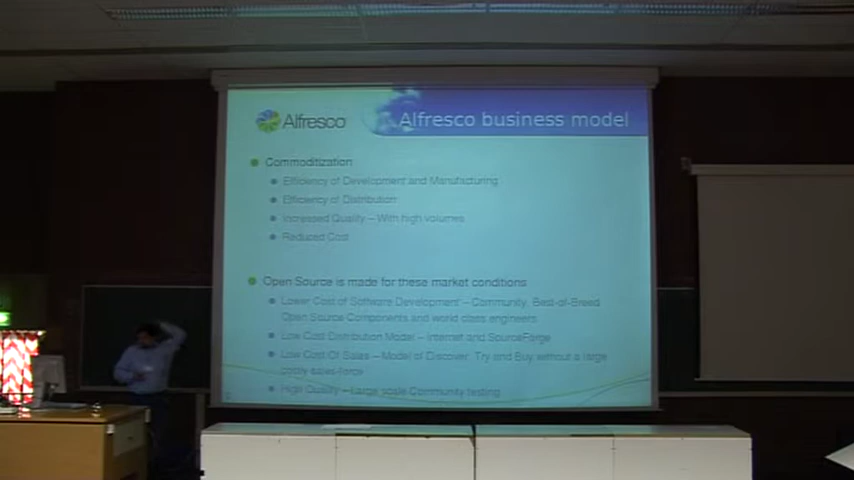 Alfresco
Alfresco business model
Commoditization
Efficiency of Development and Manufacturing
Efficiency of Distribution
Increased Quality – With high volumes
Reduced Cost
Open Source is made for these market conditions
Lower Cost of Software Development – Community, Best-of-Breed
Open Source Components and world class engineers
Low Cost Distribution Model – Internet and SourceForge
Low Cost Of Sales – Model of Discover, Try and Buy without a large
costly sales-force
High Quality – Large scale Community testing